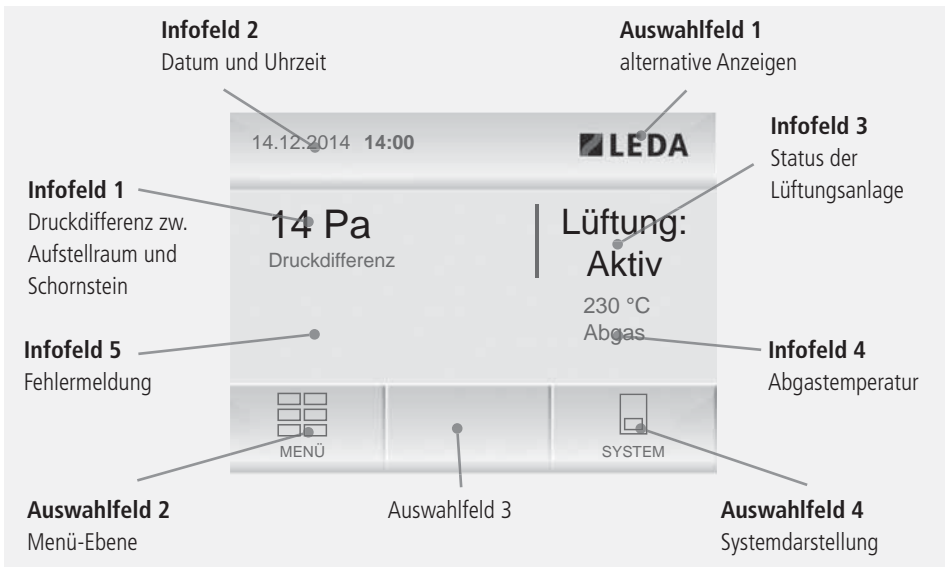 Infofeld 2
Datum und Uhrzeit
Auswahlfeld 1
alternative Anzeigen
14.12.2014 14:00
LEDA
Infofeld 3
Status der
Lüftungsanlage
Infofeld 1
Druckdifferenz zw.
Aufstellraum und
Schornstein
14 Pa
Druckdifferenz
Lüftung:
Aktiv
230 °C
Abgas
Infofeld 5
Fehlermeldung
Infofeld 4
Abgastemperatur
MENÜ
SYSTEM
Auswahlfeld 2
Menü-Ebene
Auswahlfeld 3
Auswahlfeld 4
Systemdarstellung